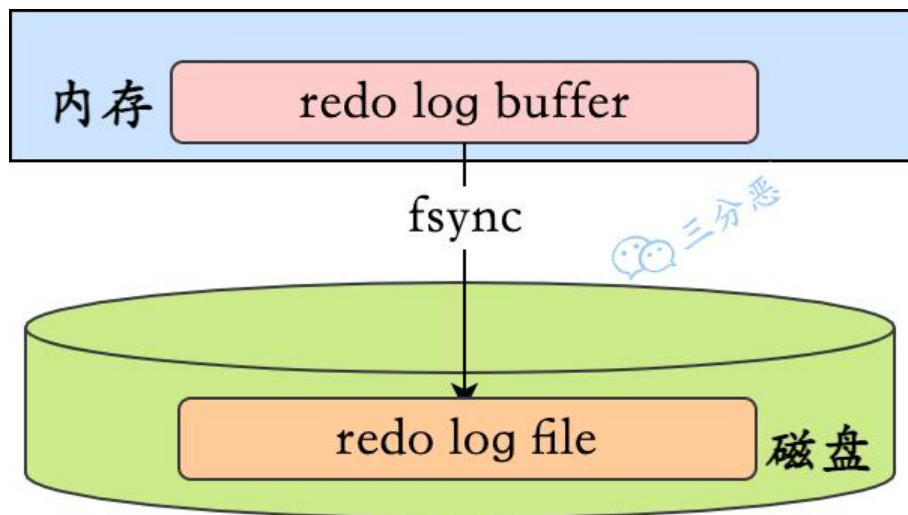 内存
redo log buffer
fsync
三分恶
redo log file
磁盘